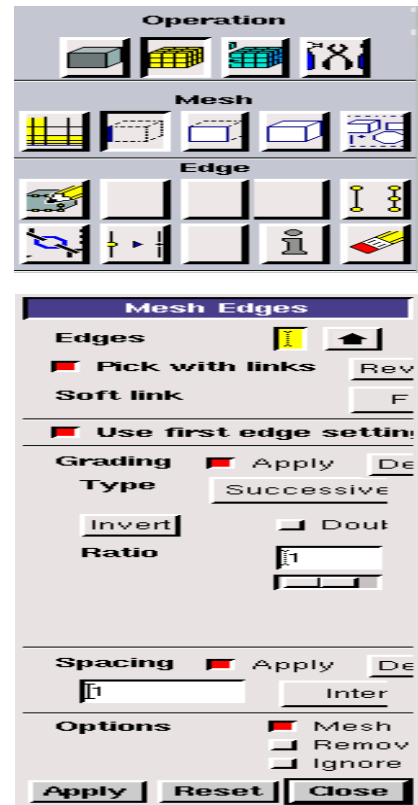 Operation
Mesh
Edge
Mesh Edges
Edges
Pick with links Rev
Soft link F
Use first edge settin
Grading Apply De
Type Successive
Invert Doub
Ratio 1
Spacing Apply De
1 Inter
Options Mesh
Remov
Ignore
Apply Reset Close